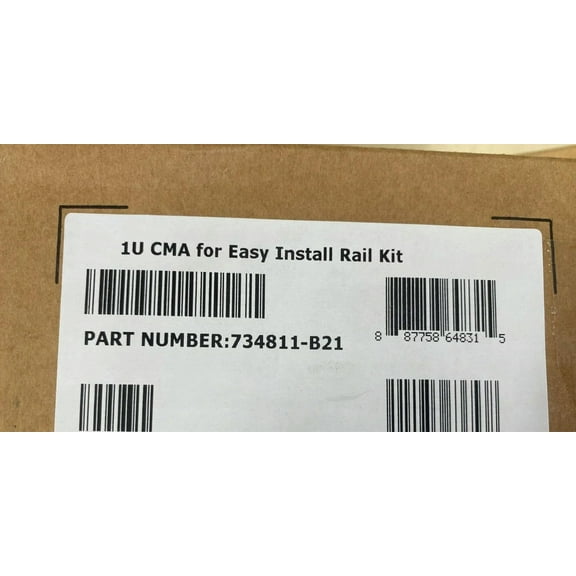 1U CMA for Easy Install Rail Kit
PART NUMBER:734811-B21
8 87758 64831 5